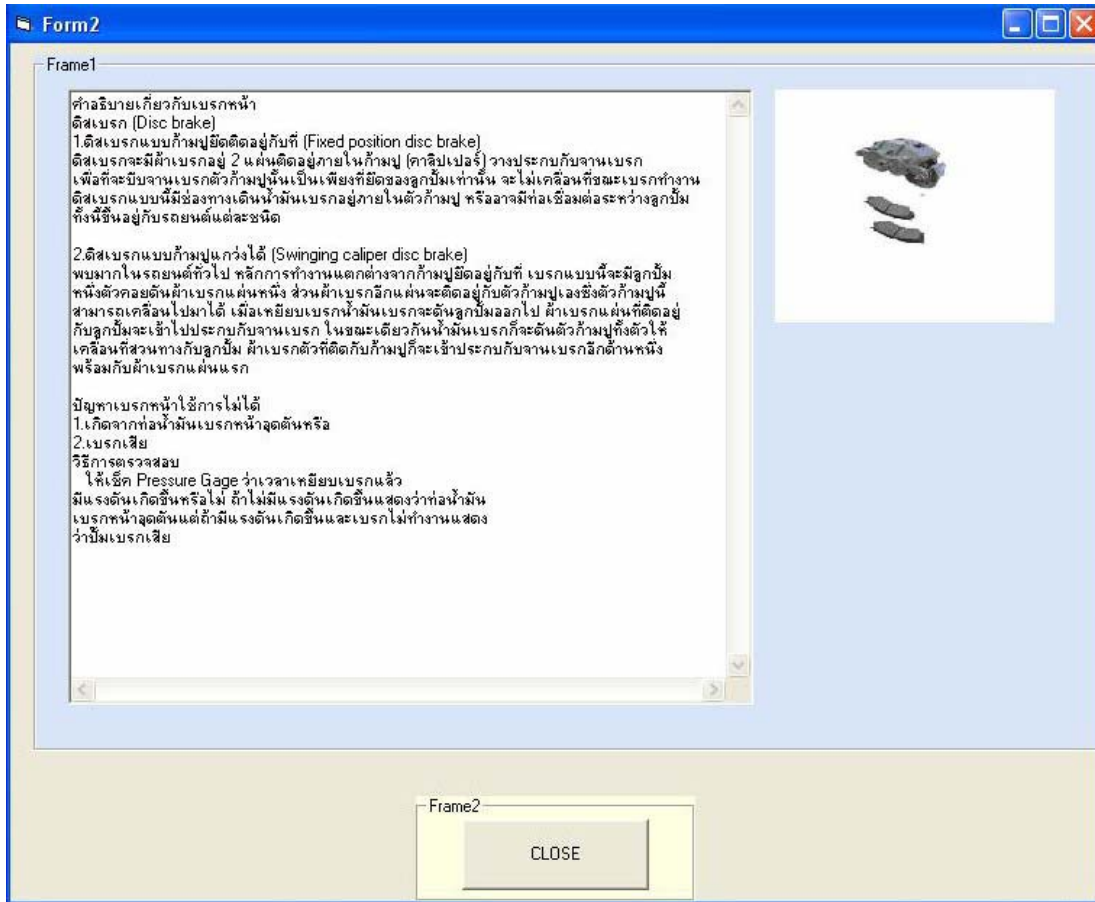 Form2
Frame1
คำอธิบายเกี่ยวกับเบรกหน้า
ดิสเบรก (Disc brake)
1.ดิสเบรกแบบก้ามปูยึดติดอยู่กับที่ (Fixed position disc brake)
ดิสเบรกจะมีผ้าเบรกอยู่ 2 แผ่นติดอยู่ภายในก้ามปู (คาลิปเปอร์) วางประกบกับจานเบรก
เพื่อที่จะบีบจานเบรกตัวก้ามปูนั้นเป็นเพียงที่ยึดของลูกปั้มเท่านั้น จะไม่เคลื่อนที่ขณะเบรกทำงาน
ดิสเบรกแบบนี้มีช่องทางเดินน้ำมันเบรกอยู่ภายในตัวก้ามปู หรืออาจมีท่อเชื่อมต่อระหว่างลูกปั้ม
ทั้งนี้ขึ้นอยู่กับรถยนต์แต่ละชนิด
2.ดิสเบรกแบบก้ามปูแกว่งได้ (Swinging caliper disc brake)
พบมากในรถยนต์ทั่วไป หลักการทำงานแตกต่างจากก้ามปูยึดอยู่กับที่ เบรกแบบนี้จะมีลูกปั้ม
หนึ่งตัวคอยดันผ้าเบรกแผ่นหนึ่ง ส่วนผ้าเบรกอีกแผ่นจะติดอยู่กับตัวก้ามปูเองซึ่งตัวก้ามปูนี้
สามารถเคลื่อนไปมาได้ เมื่อเหยียบเบรกน้ำมันเบรกจะดันลูกปั้มออกไป ผ้าเบรกแผ่นที่ติดอยู่
กับลูกปั้มจะเข้าไปประกบกับจานเบรก ในขณะเดียวกันน้ำมันเบรกก็จะดันตัวก้ามปูทั้งตัวให้
เคลื่อนที่สวนทางกับลูกปั้ม ผ้าเบรกตัวที่ติดกับก้ามปูก็จะเข้าประกบกับจานเบรกอีกด้านหนึ่ง
พร้อมกับผ้าเบรกแผ่นแรก
ปัญหาเบรกหน้าใช้การไม่ได้
1.เกิดจากท่อน้ำมันเบรกหน้าอุดตันหรือ
2.เบรกเสีย
วิธีการตรวจสอบ
ให้เช็ค Pressure Gage ว่าเวลาเหยียบเบรกแล้ว
มีแรงดันเกิดขึ้นหรือไม่ ถ้าไม่มีแรงดันเกิดขึ้นแสดงว่าท่อน้ำมัน
เบรกหน้าอุดตันแต่ถ้ามีแรงดันเกิดขึ้นและเบรกไม่ทำงานแสดง
ว่าปั้มเบรกเสีย
Frame2
CLOSE